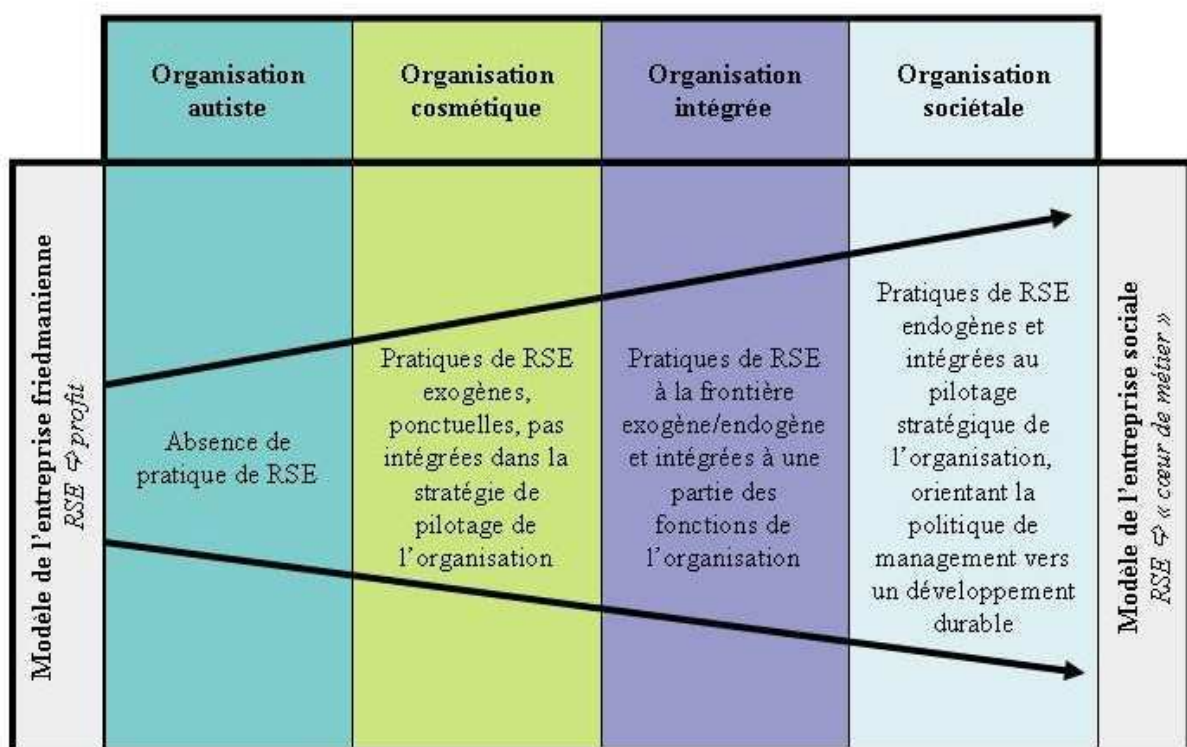 Organisation
autiste
Organisation
cosmétique
Organisation
intégrée
Organisation
sociétale
Modèle de l'entreprise friedmanienne
RSE ⇨ profit
Absence de
pratique de RSE
Pratiques de RSE
exogènes,
ponctuelles, pas
intégrées dans la
stratégie de
pilotage de
l'organisation
Pratiques de RSE
à la frontière
exogène/endogène
et intégrées à une
partie des
fonctions de
l'organisation
Pratiques de RSE
endogènes et
intégrées au
pilotage
stratégique de
l'organisation,
orientant la
politique de
management vers
un développement
durable
Modèle de l'entreprise sociale
RSE ⇨ « cœur de métier »